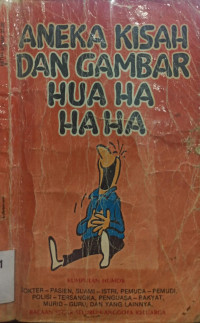 ANEKA KISAH
DAN GAMBAR
HUA HA
HA HA
HUMOR
DOKTER - PASIEN, SUAMI - ISTRI, PEMUDA - PEMUDI,
POLISI - TERSANGKA, PENGUASA - RAKYAT,
MURID - GURU, DAN YANG LAINNYA.